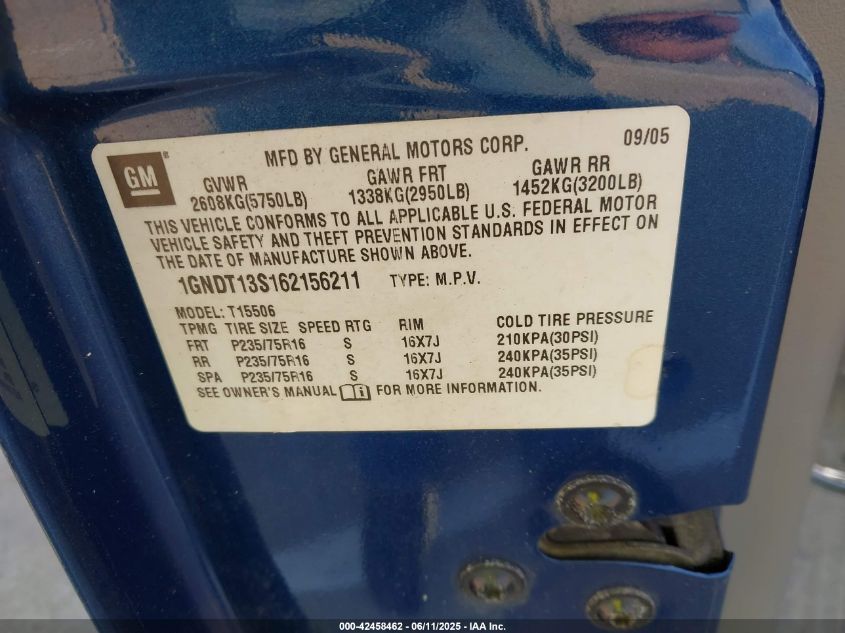 GM ®
MFD BY GENERAL MOTORS CORP. 09/05
GVWR GAWR FRT GAWR RR
2608KG(5750LB) 1338KG(2950LB) 1452KG(3200LB)
THIS VEHICLE CONFORMS TO ALL APPLICABLE U.S. FEDERAL MOTOR
VEHICLE SAFETY AND THEFT PREVENTION STANDARDS IN EFFECT ON
THE DATE OF MANUFACTURE SHOWN ABOVE.
1GNDT13S162156211 TYPE: M.P.V.
MODEL: T15506
TPMG TIRE SIZE SPEED RTG RIM COLD TIRE PRESSURE
FRT P235/75R16 S 16X7J 210KPA(30PSI)
RR P235/75R16 S 16X7J 240KPA(35PSI)
SPA P235/75R16 S 16X7J 240KPA(35PSI)
SEE OWNER'S MANUAL FOR MORE INFORMATION.
000-42458462 - 06/11/2025 - IAA Inc.